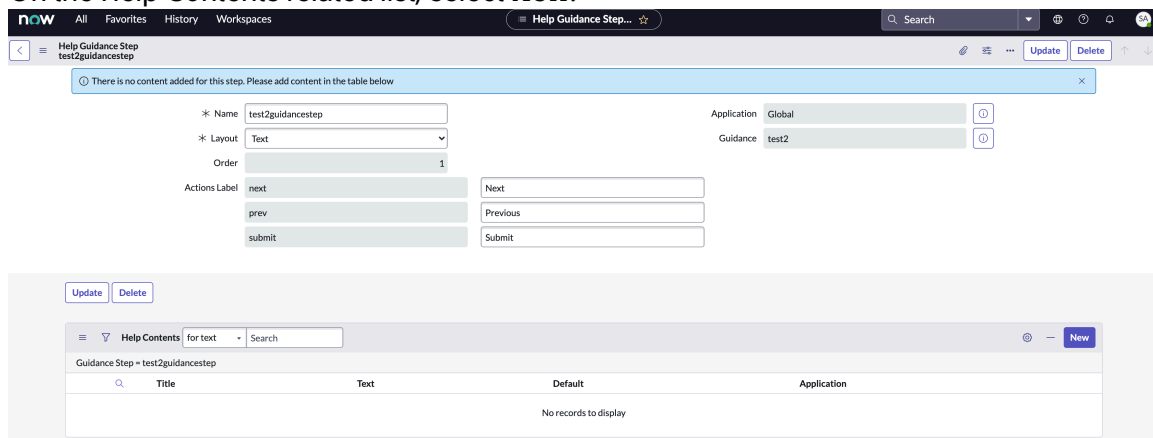 On the Help Contents related list, select New.
now All Favorites History Workspaces Help Guidance Step... Search SA
Help Guidance Step
test2guidancestep
Update Delete
There is no content added for this step. Please add content in the table below
Name test2guidancestep
Application Global
Layout Text
Guidance test2
Order 1
Actions Label next Next
prev Previous
submit Submit
Update Delete
Help Contents for text Search New
Guidance Step = test2guidancestep
Title Text Default Application
No records to display